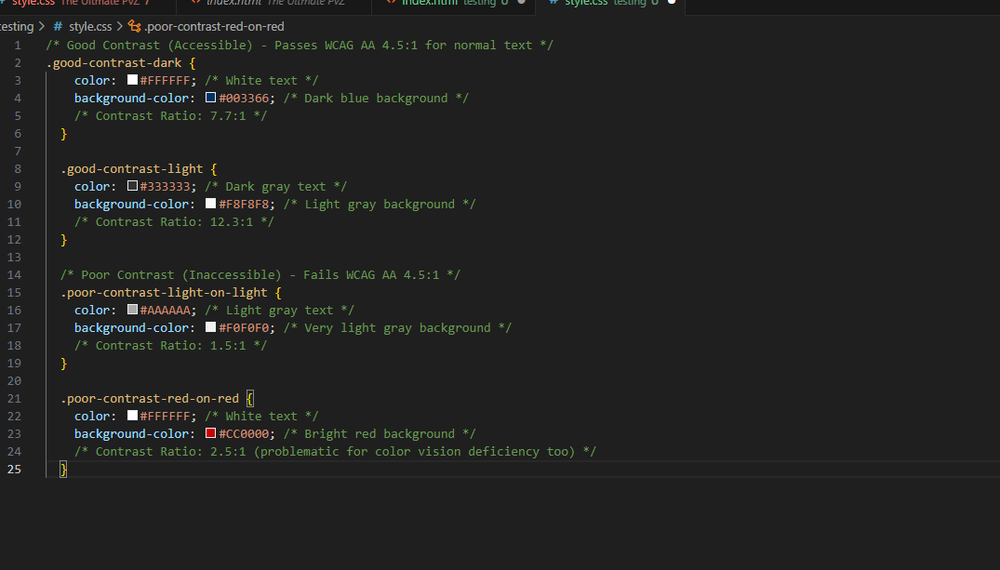 style.css The Ultimate PvZ 7
index.html The Ultimate PvZ
index.html testing U
style.css testing U
testing > # style.css > .poor-contrast-red-on-red
1 /* Good Contrast (Accessible) - Passes WCAG AA 4.5:1 for normal text */
2 .good-contrast-dark {
3 color: #FFFFFF; /* White text */
4 background-color: #003366; /* Dark blue background */
5 /* Contrast Ratio: 7.7:1 */
6 }
7
8 .good-contrast-light {
9 color: #333333; /* Dark gray text */
10 background-color: #F8F8F8; /* Light gray background */
11 /* Contrast Ratio: 12.3:1 */
12 }
13
14 /* Poor Contrast (Inaccessible) - Fails WCAG AA 4.5:1 */
15 .poor-contrast-light-on-light {
16 color: #AAAAAA; /* Light gray text */
17 background-color: #F0F0F0; /* Very light gray background */
18 /* Contrast Ratio: 1.5:1 */
19 }
20
21 .poor-contrast-red-on-red {
22 color: #FFFFFF; /* White text */
23 background-color: #CC0000; /* Bright red background */
24 /* Contrast Ratio: 2.5:1 (problematic for color vision deficiency too) */
25 }